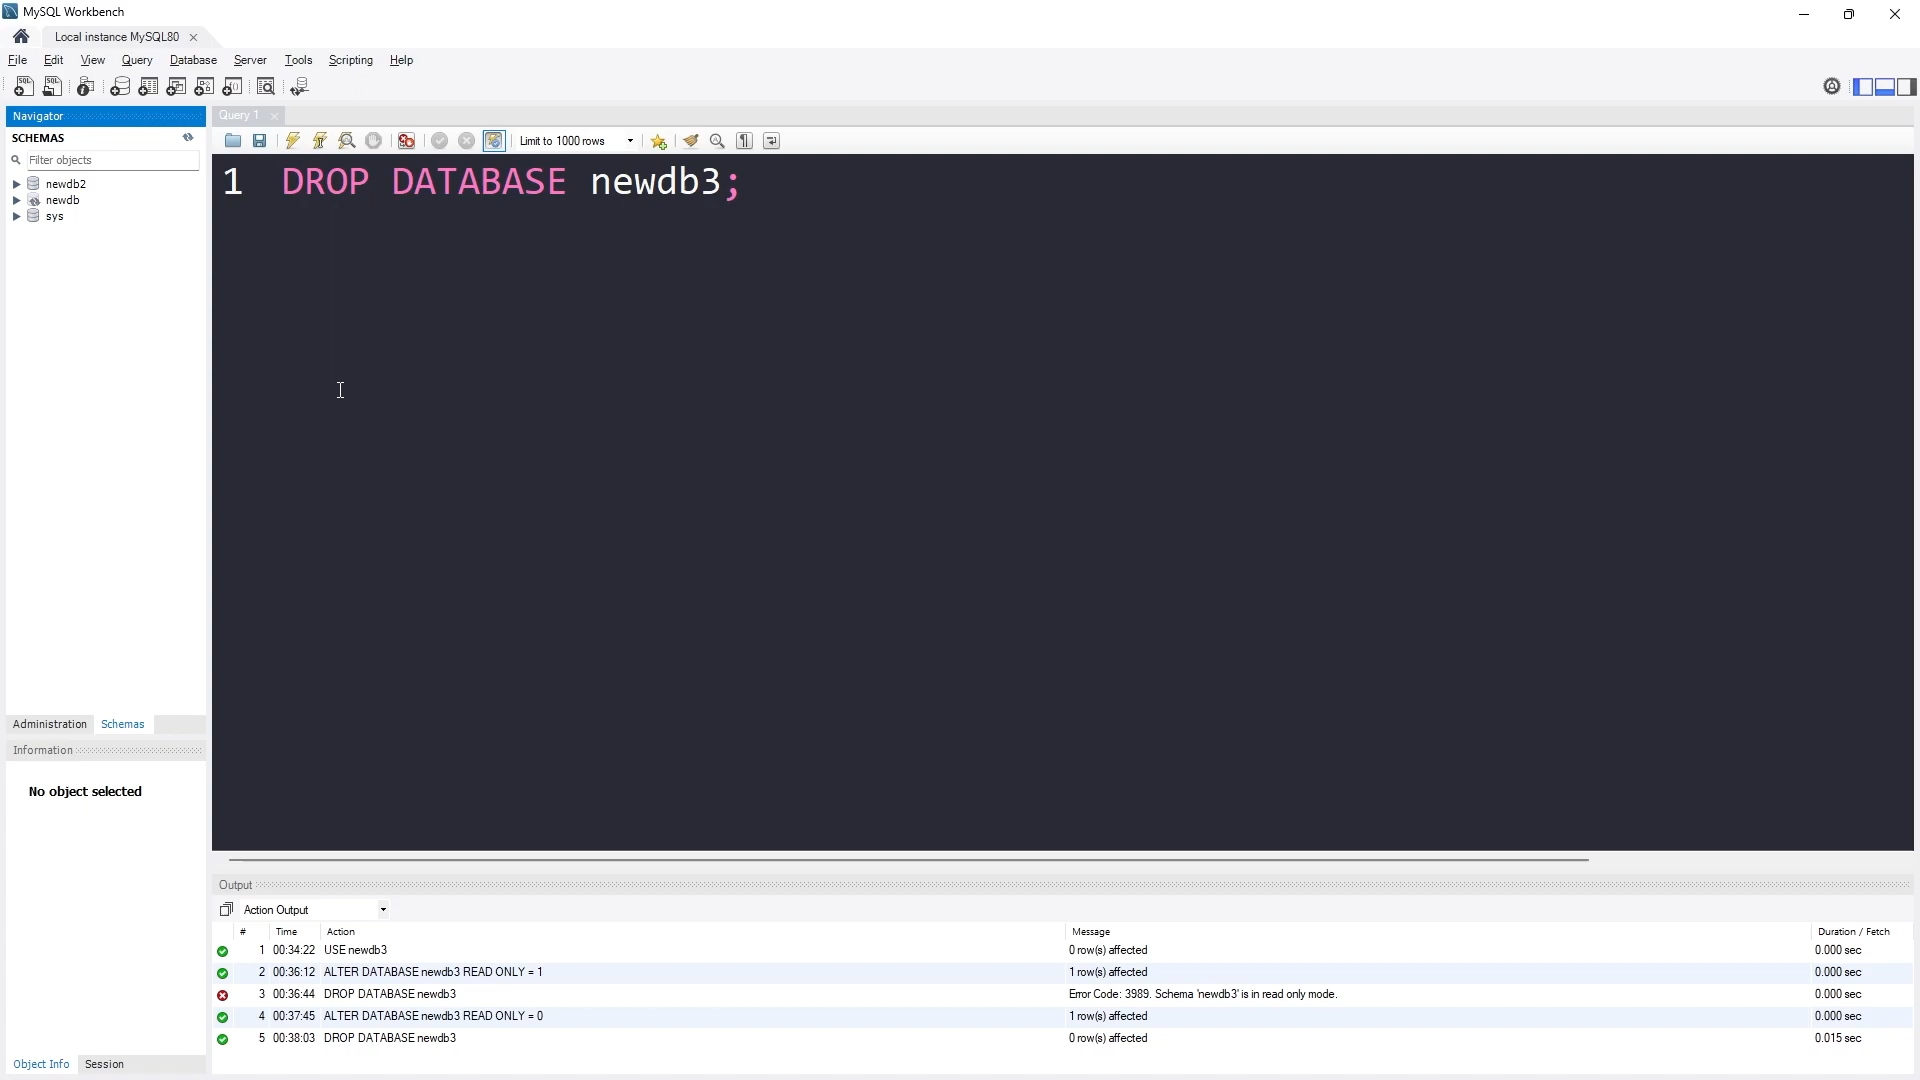 MySQL Workbench
Local instance MySQL80
File Edit View Query Database Server Tools Scripting Help
Navigator
SCHEMAS
Filter objects
newdb2
newdb
sys
Administration Schemas
Information
No object selected
Object Info Session
Query 1
Limit to 1000 rows
1 DROP DATABASE newdb3;
Output
Action Output
# Time Action Message Duration / Fetch
1 00:34:22 USE newdb3 0 row(s) affected 0.000 sec
2 00:36:12 ALTER DATABASE newdb3 READ ONLY = 1 1 row(s) affected 0.000 sec
3 00:36:44 DROP DATABASE newdb3 Error Code: 3989. Schema 'newdb3' is in read only mode. 0.000 sec
4 00:37:45 ALTER DATABASE newdb3 READ ONLY = 0 1 row(s) affected 0.000 sec
5 00:38:03 DROP DATABASE newdb3 0 row(s) affected 0.015 sec